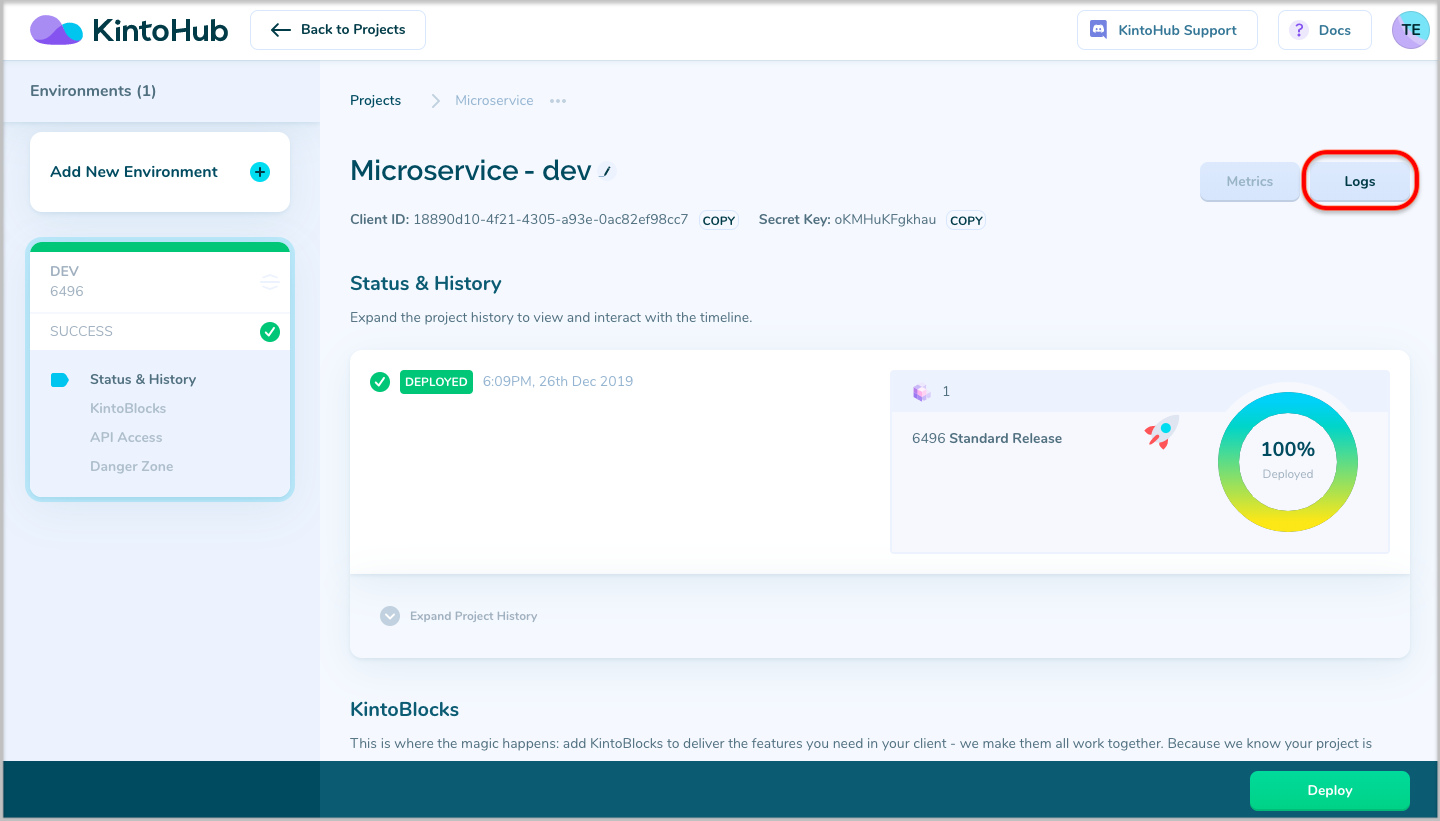 KintoHub
Back to Projects
KintoHub Support
? Docs
TE
Environments (1)
Add New Environment
DEV
6496
SUCCESS
Status & History
KintoBlocks
API Access
Danger Zone
Projects
Microservice
Microservice - dev
Metrics
Logs
Client ID: 18890d10-4f21-4305-a93e-0ac82ef98cc7 COPY Secret Key: oKMHuKFgkhau COPY
Status & History
Expand the project history to view and interact with the timeline.
DEPLOYED 6:09PM, 26th Dec 2019
1
6496 Standard Release
100%
Deployed
Expand Project History
KintoBlocks
This is where the magic happens: add KintoBlocks to deliver the features you need in your client - we make them all work together. Because we know your project is
Deploy